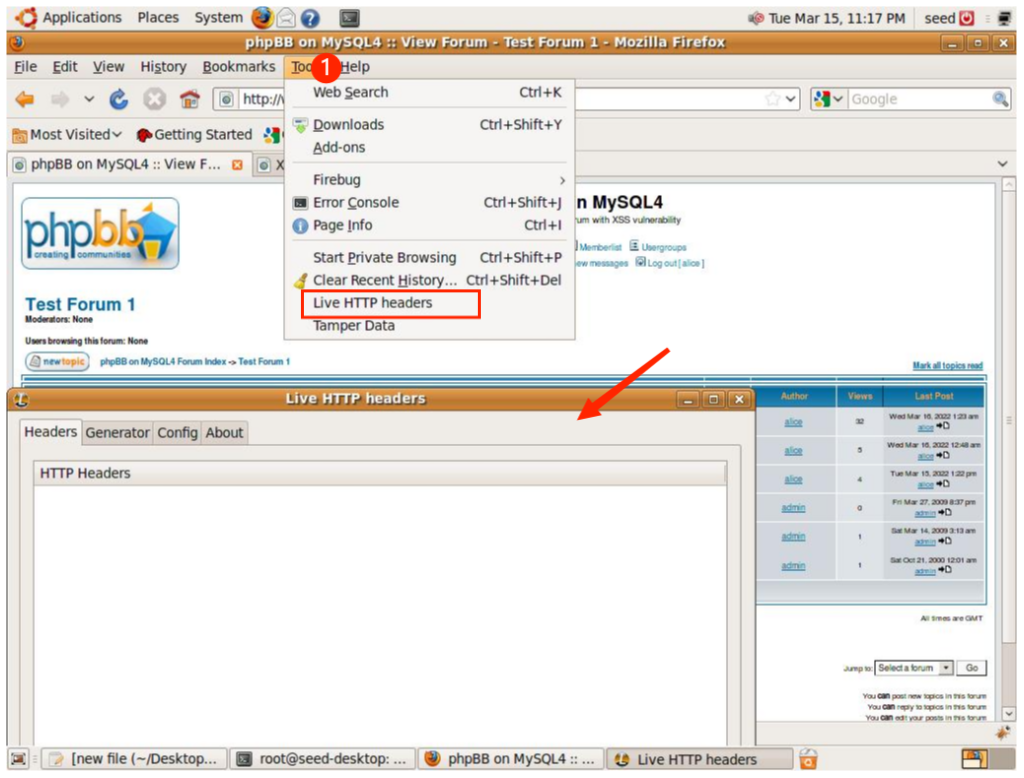 Applications Places System
Tue Mar 15, 11:17 PM seed
phpBB on MySQL4 :: View Forum - Test Forum 1 - Mozilla Firefox
File Edit View History Bookmarks Too 1 Help
http://
Google
Most Visited Getting Started
phpBB on MySQL4 :: View F... X
Web Search Ctrl+K
Downloads Ctrl+Shift+Y
Add-ons
Firebug
Error Console Ctrl+Shift+J
Page Info Ctrl+I
Start Private Browsing Ctrl+Shift+P
Clear Recent History... Ctrl+Shift+Del
Live HTTP headers
Tamper Data
phpbb
creating communities
n MySQL4
um with XSS vulnerability
Memberlist Usergroups
ew messages Log out [ alice ]
Test Forum 1
Moderators: None
Users browsing this forum: None
newtopic phpBB on MySQL4 Forum Index -> Test Forum 1
Mark all topics read
Live HTTP headers
Headers Generator Config About
HTTP Headers
Author Views Last Post
alice 32 Wed Mar 16, 2022 1:23 am
alice
alice 5 Wed Mar 16, 2022 12:48 am
alice
alice 4 Tue Mar 15, 2022 1:22 pm
alice
admin 0 Fri Mar 27, 2009 8:37 pm
admin
admin 1 Sat Mar 14, 2009 3:13 am
admin
admin 1 Sat Oct 21, 2000 12:01 am
admin
All times are GMT
Jump to: Select a forum Go
You can post new topics in this forum
You can reply to topics in this forum
You can edit your posts in this forum
[new file (~/Desktop... root@seed-desktop: ... phpBB on MySQL4 :: ... Live HTTP headers